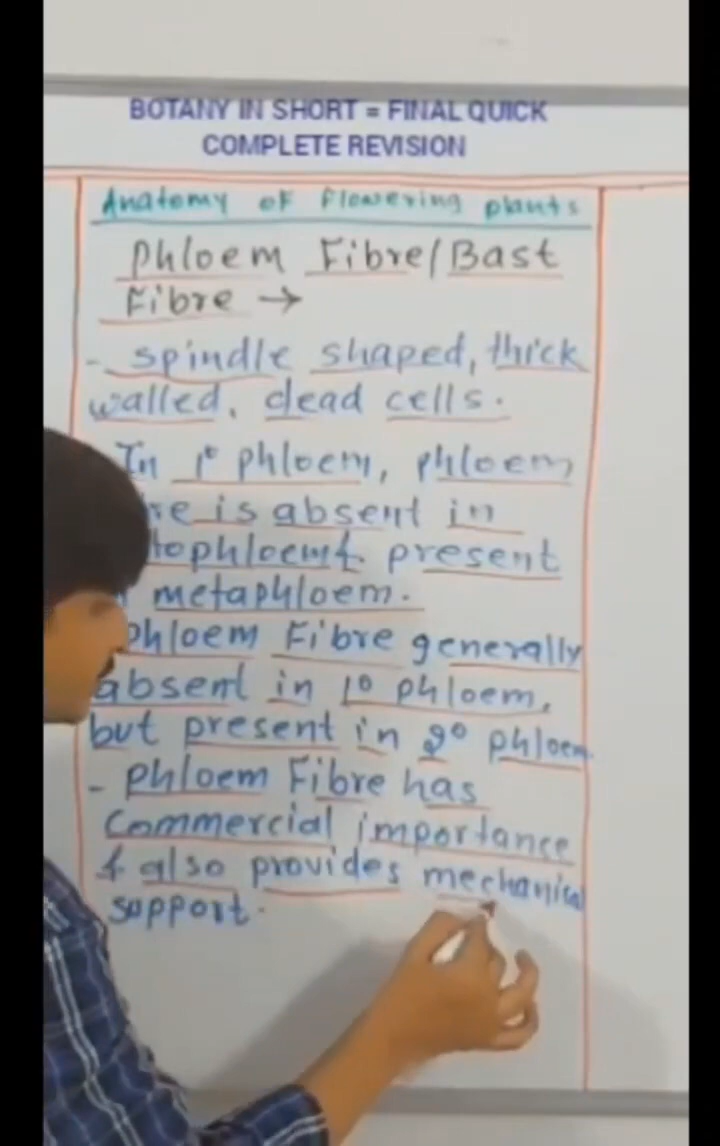 BOTANY IN SHORT = FINAL QUICK
COMPLETE REVISION
Anatomy of Flowering plants
Phloem Fibre/Bast
Fibre →
- spindle shaped, thick
walled, dead cells.
In 1° phloem, phloem
is absent in
present
metaphloem.
phloem Fibre generally
absent in 1° phloem,
but present in 2° phloem
- phloem Fibre has
commercial importance
& also provides mechanical
support.